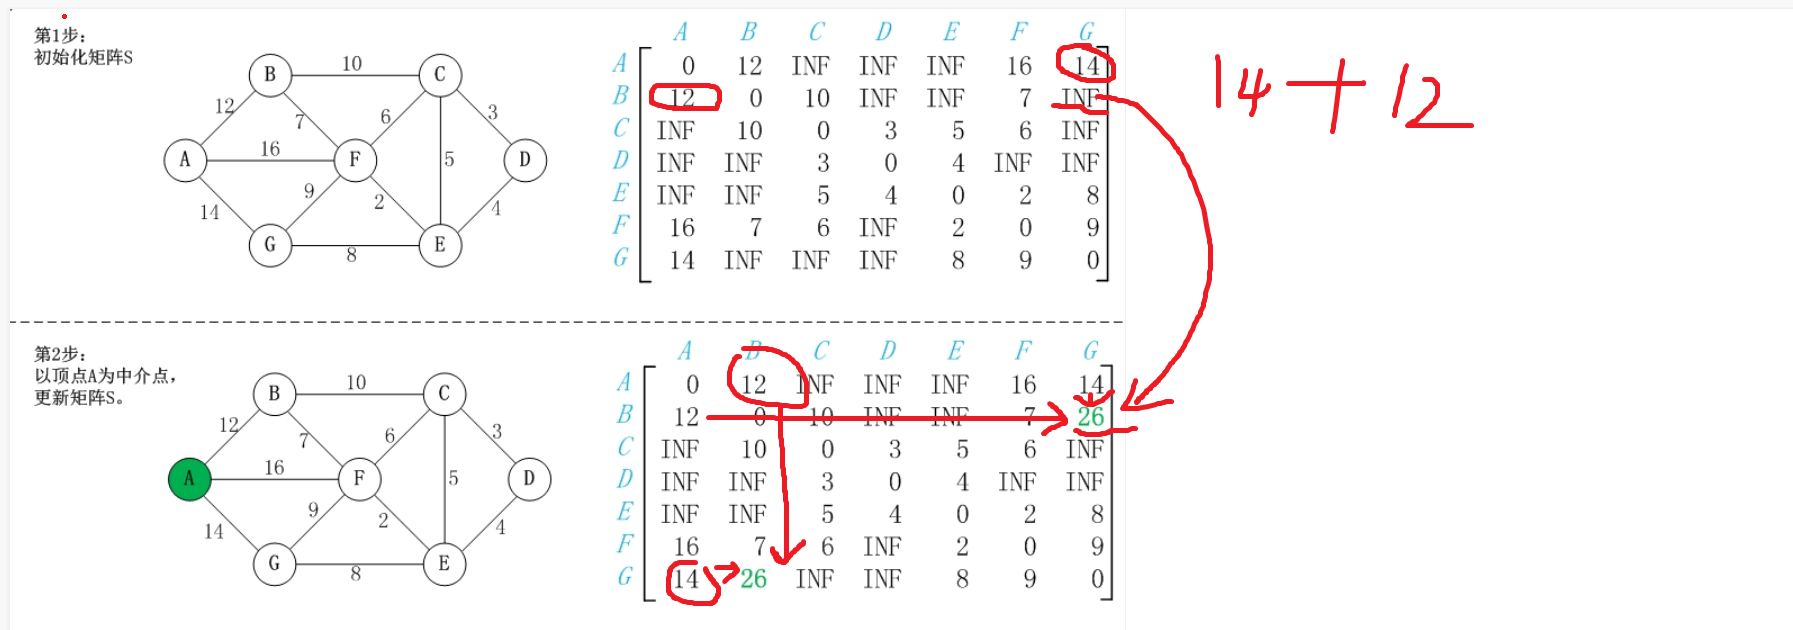 第1步：
初始化矩阵S
A B C D E F G
A 0 12 INF INF INF 16 14
B 12 0 10 INF INF 7 INF
C INF 10 0 3 5 6 INF
D INF INF 3 0 4 INF INF
E INF INF 5 4 0 2 8
F 16 7 6 INF 2 0 9
G 14 INF INF INF 8 9 0
B 10 C
12 7 6 3
A 16 F 5 D
14 9 2 4
G 8 E
14+12
第2步：
以顶点A为中介点，
更新矩阵S。
A B C D E F G
A 0 12 INF INF INF 16 14
B 12 0 10 INF INF 7 26
C INF 10 0 3 5 6 INF
D INF INF 3 0 4 INF INF
E INF INF 5 4 0 2 8
F 16 7 6 INF 2 0 9
G 14 26 INF INF 8 9 0
B 10 C
12 7 6 3
A 16 F 5 D
14 9 2 4
G 8 E